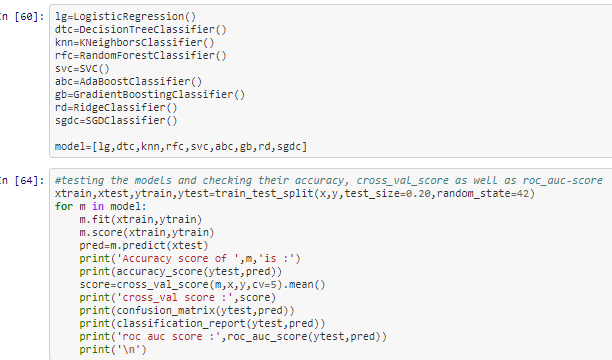 In [60]: lg=LogisticRegression()
dtc=DecisionTreeClassifier()
knn=KNeighborsClassifier()
rfc=RandomForestClassifier()
svc=SVC()
abc=AdaBoostClassifier()
gb=GradientBoostingClassifier()
rd=RidgeClassifier()
sgdc=SGDClassifier()
model=[lg,dtc,knn,rfc,svc,abc,gb,rd,sgdc]
In [64]: #testing the models and checking their accuracy, cross_val_score as well as roc_auc-score
xtrain,xtest,ytrain,ytest=train_test_split(x,y,test_size=0.20,random_state=42)
for m in model:
    m.fit(xtrain,ytrain)
    m.score(xtrain,ytrain)
    pred=m.predict(xtest)
    print('Accuracy score of ',m,'is :')
    print(accuracy_score(ytest,pred))
    score=cross_val_score(m,x,y,cv=5).mean()
    print('cross_val score :',score)
    print(confusion_matrix(ytest,pred))
    print(classification_report(ytest,pred))
    print('roc auc score :',roc_auc_score(ytest,pred))
    print('\n')